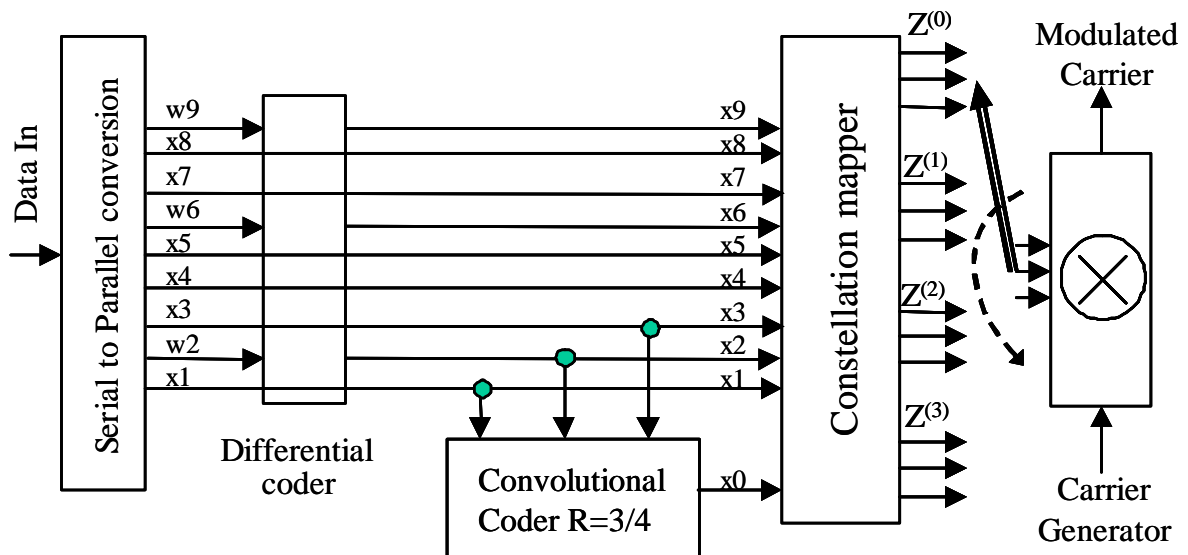 Data In
Serial to Parallel conversion
w9
x8
x7
w6
x5
x4
x3
w2
x1
Differential
coder
x9
x8
x7
x6
x5
x4
x3
x2
x1
x0
Convolutional
Coder R=3/4
Constellation mapper
Z(0)
Z(1)
Z(2)
Z(3)
Modulated
Carrier
Carrier
Generator